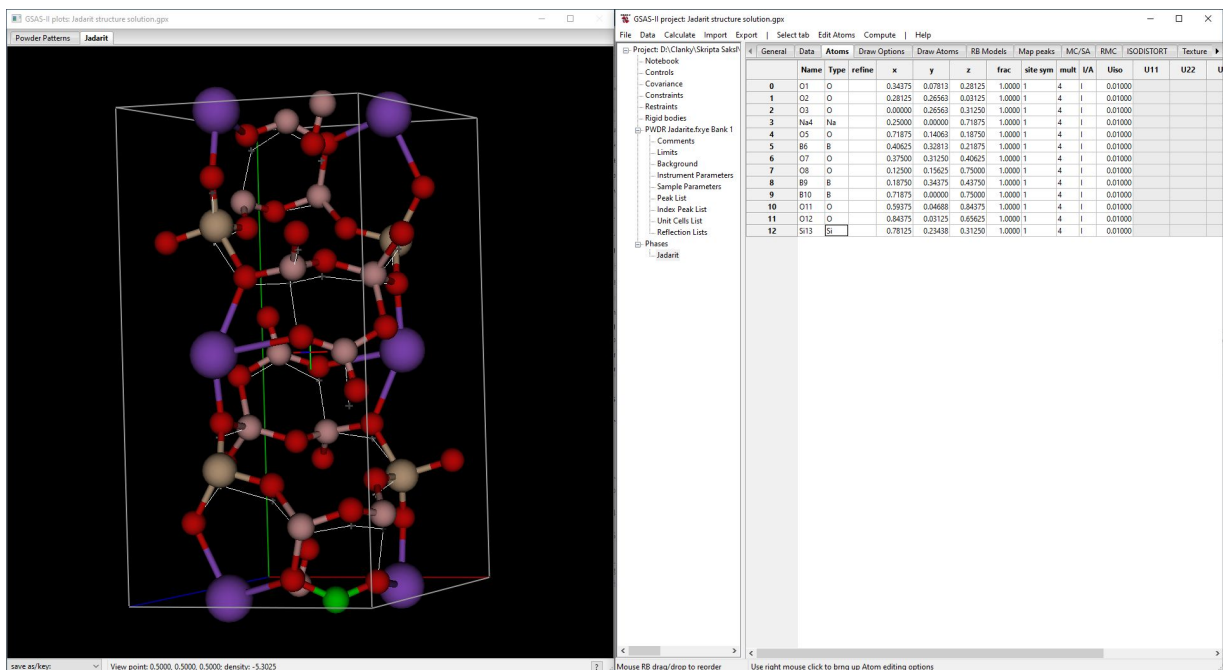 GSAS-II plots: Jadarit structure solution.gpx
Powder Patterns Jadarit
save as/key: View point: 0.5000, 0.5000, 0.5000; density: -5.3025 ?
GSAS-II project: Jadarit structure solution.gpx
File Data Calculate Import Export | Select tab Edit Atoms Compute | Help
Project: D:\Clanky\Skripta Saksl\
Notebook
Controls
Covariance
Constraints
Restraints
Rigid bodies
PWDR Jadarite.fxye Bank 1
Comments
Limits
Background
Instrument Parameters
Sample Parameters
Peak List
Index Peak List
Unit Cells List
Reflection Lists
Phases
Jadarit
General Data Atoms Draw Options Draw Atoms RB Models Map peaks MC/SA RMC ISODISTORT Texture
Name Type refine x y z frac site sym mult I/A Uiso U11 U22 U
0 O1 O 0.34375 0.07813 0.28125 1.0000 1 4 I 0.01000
1 O2 O 0.28125 0.26563 0.03125 1.0000 1 4 I 0.01000
2 O3 O 0.00000 0.26563 0.31250 1.0000 1 4 I 0.01000
3 Na4 Na 0.25000 0.00000 0.71875 1.0000 1 4 I 0.01000
4 O5 O 0.71875 0.14063 0.18750 1.0000 1 4 I 0.01000
5 B6 B 0.40625 0.32813 0.21875 1.0000 1 4 I 0.01000
6 O7 O 0.37500 0.31250 0.40625 1.0000 1 4 I 0.01000
7 O8 O 0.12500 0.15625 0.75000 1.0000 1 4 I 0.01000
8 B9 B 0.18750 0.34375 0.43750 1.0000 1 4 I 0.01000
9 B10 B 0.71875 0.00000 0.75000 1.0000 1 4 I 0.01000
10 O11 O 0.59375 0.04688 0.84375 1.0000 1 4 I 0.01000
11 O12 O 0.84375 0.03125 0.65625 1.0000 1 4 I 0.01000
12 Si13 Si 0.78125 0.23438 0.31250 1.0000 1 4 I 0.01000
Mouse RB drag/drop to reorder
Use right mouse click to brng up Atom editing options